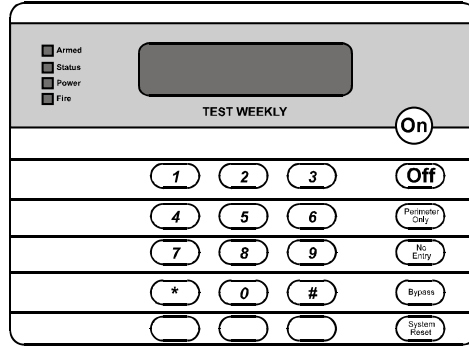 Armed
Status
Power
Fire
TEST WEEKLY
On
1 2 3 Off
4 5 6 Perimeter
Only
7 8 9 No
Entry
* 0 # Bypass
System
Reset